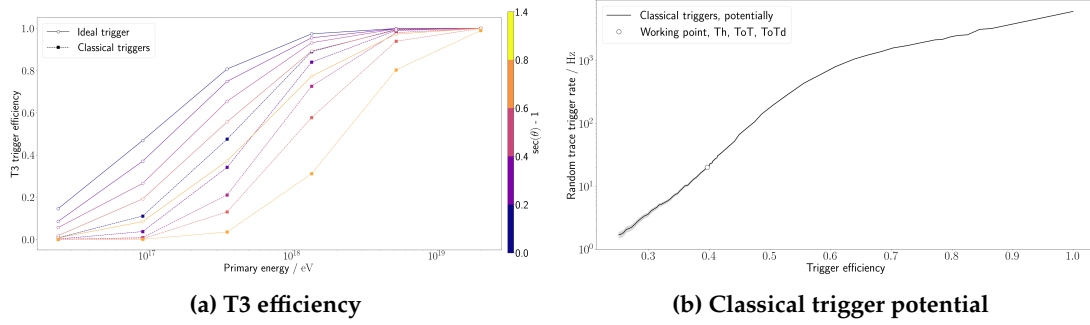 1.0
0.8
0.6
0.4
0.2
0.0
T3 trigger efficiency
Ideal trigger
Classical triggers
10^17
10^18
10^19
Primary energy / eV
1.4
0.8
0.6
0.4
0.2
0.0
sec(θ) - 1
(a) T3 efficiency
Random trace trigger rate / Hz
10^3
10^2
10^1
10^0
Classical triggers, potentially
Working point, Th, ToT, ToTd
0.3 0.4 0.5 0.6 0.7 0.8 0.9 1.0
Trigger efficiency
(b) Classical trigger potential